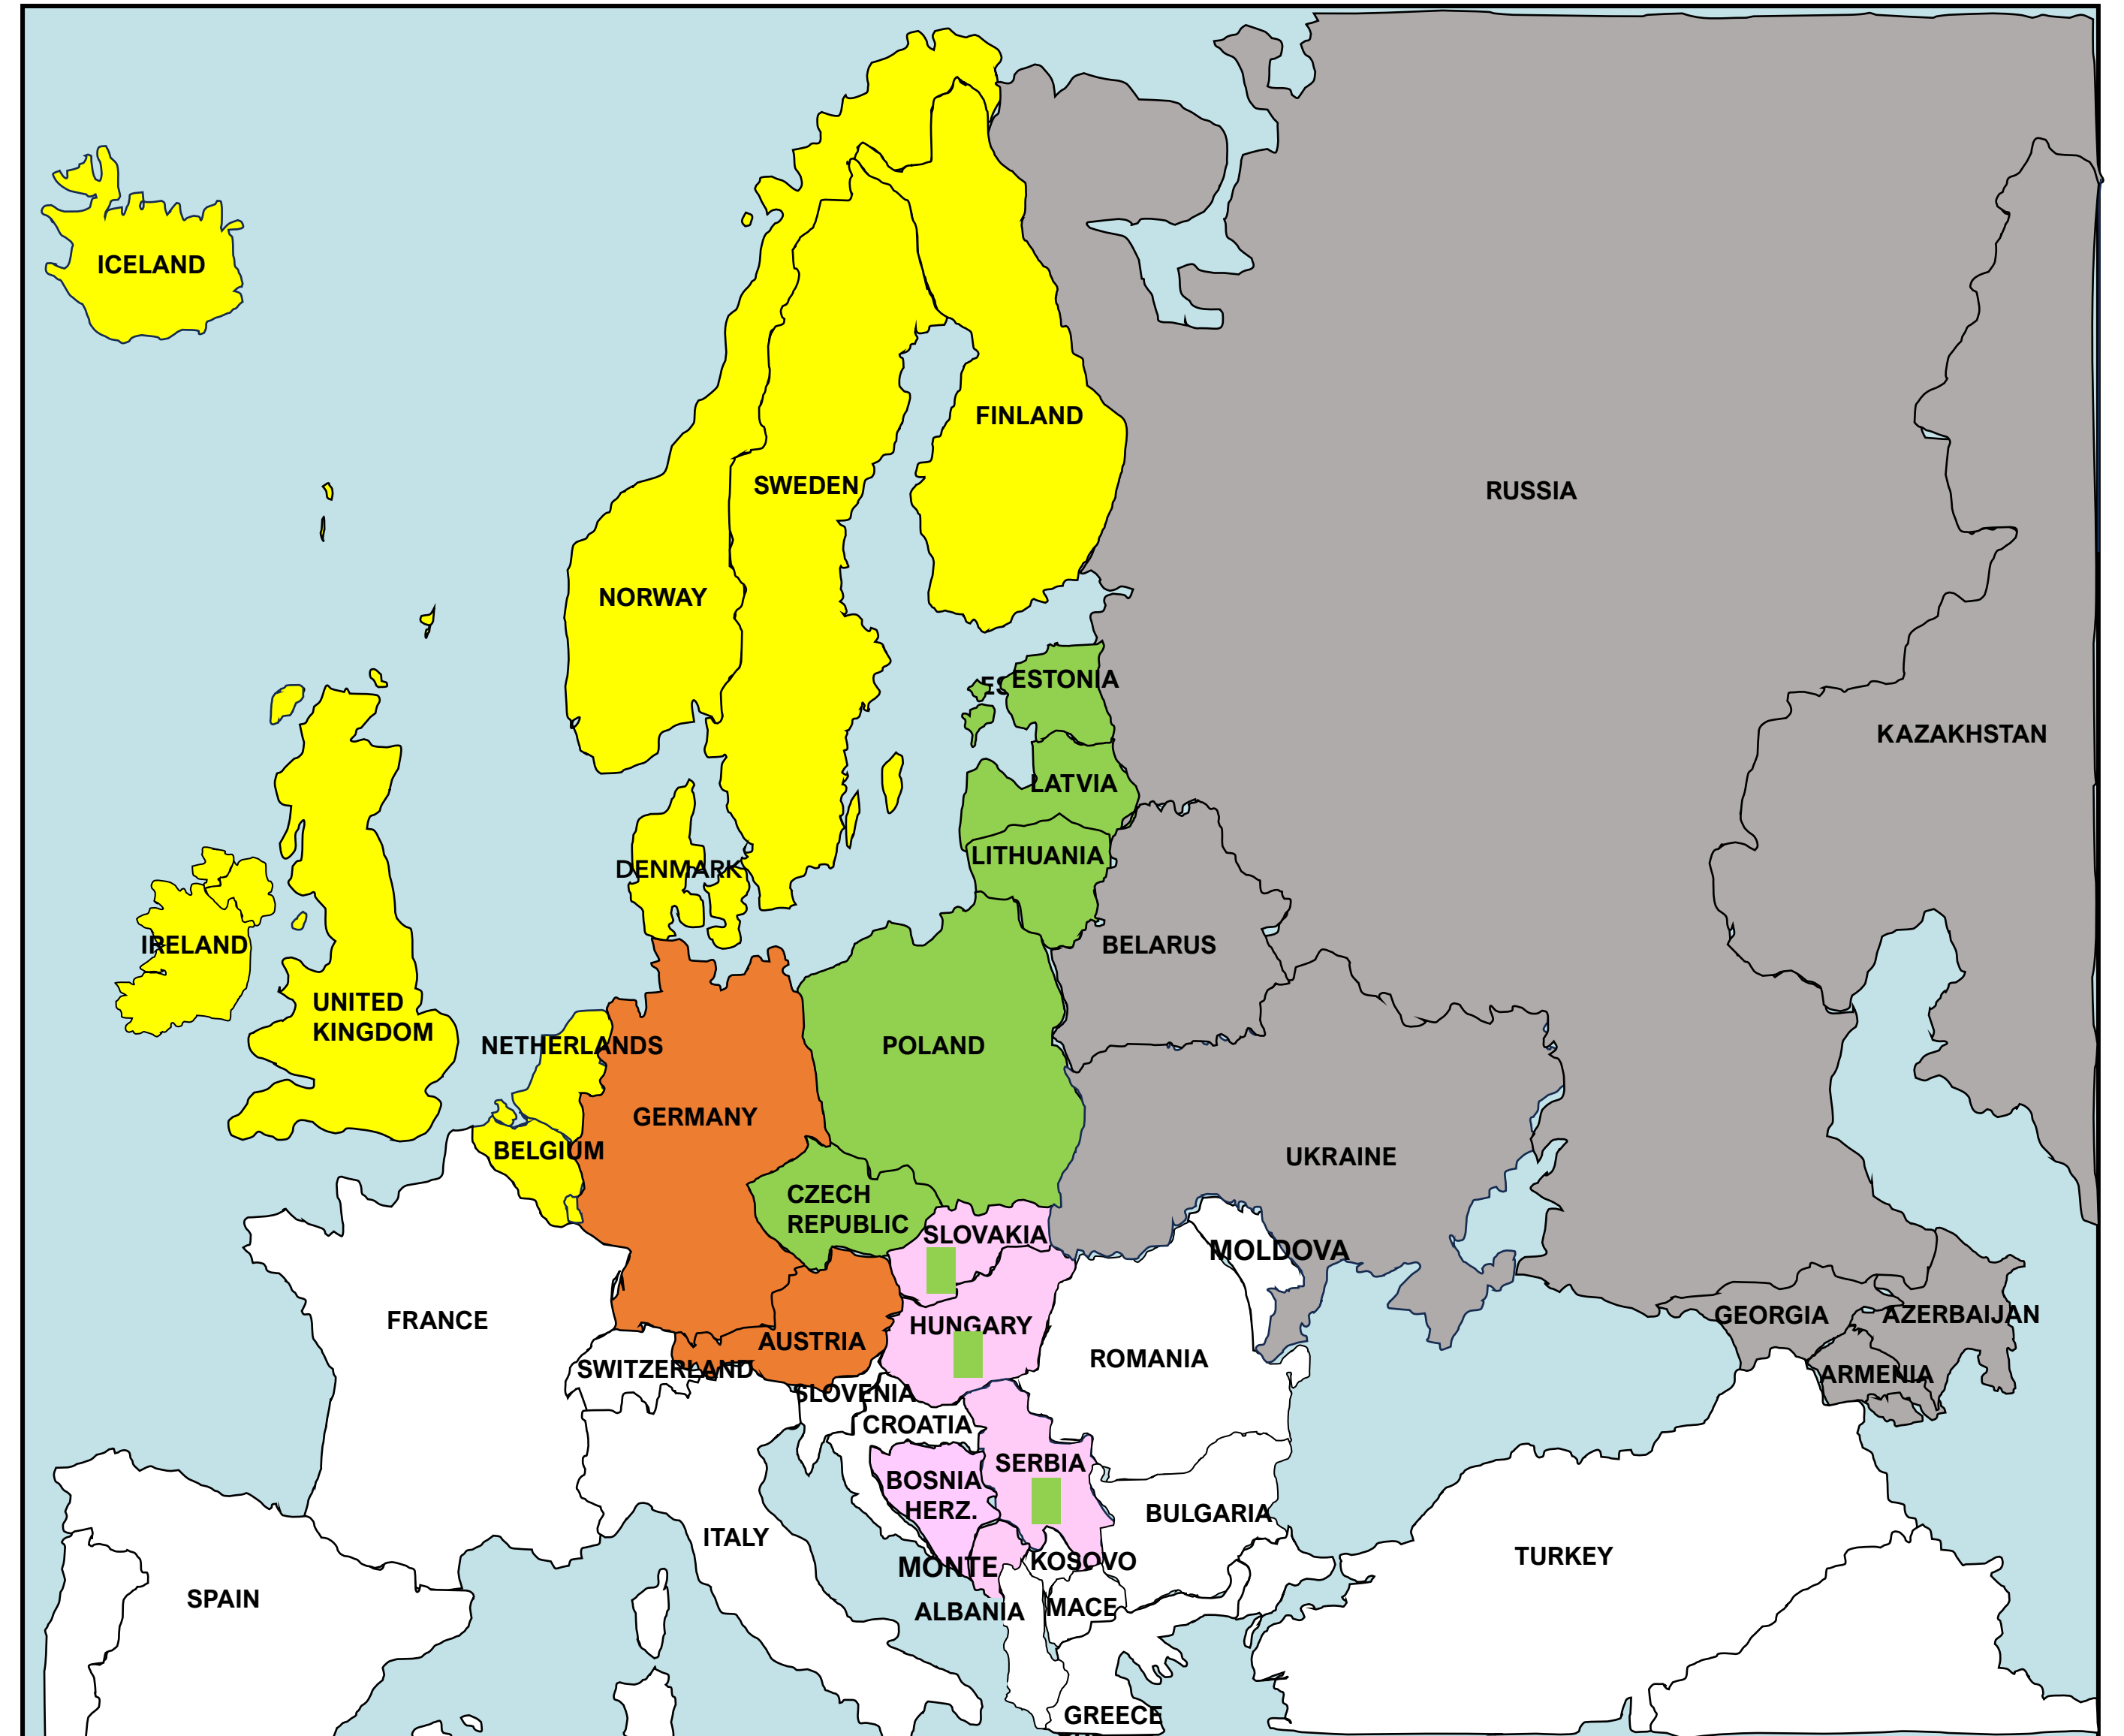 ICELAND
FINLAND
SWEDEN
RUSSIA
NORWAY
ES
ESTONIA
KAZAKHSTAN
LATVIA
LITHUANIA
DENMARK
IRELAND
BELARUS
UNITED
KINGDOM
NETHERLANDS
POLAND
GERMANY
BELGIUM
UKRAINE
CZECH
REPUBLIC
SLOVAKIA
MOLDOVA
FRANCE
HUNGARY
GEORGIA
AZERBAIJAN
AUSTRIA
ROMANIA
SWITZERLAND
ARMENIA
SLOVENIA
CROATIA
SERBIA
BOSNIA
HERZ.
BULGARIA
ITALY
TURKEY
KOSOVO
MONTE
SPAIN
MACE
ALBANIA
GREECE